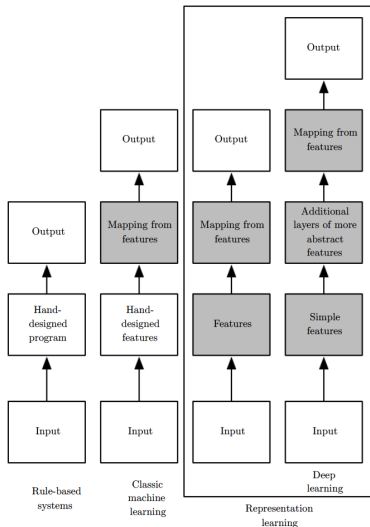 Output
Output
Output
Mapping from
features
Output
Mapping from
features
Mapping from
features
Additional
layers of more
abstract
features
Hand-
designed
program
Hand-
designed
features
Features
Simple
features
Input
Input
Input
Input
Rule-based
systems
Classic
machine
learning
Deep
learning
Representation
learning